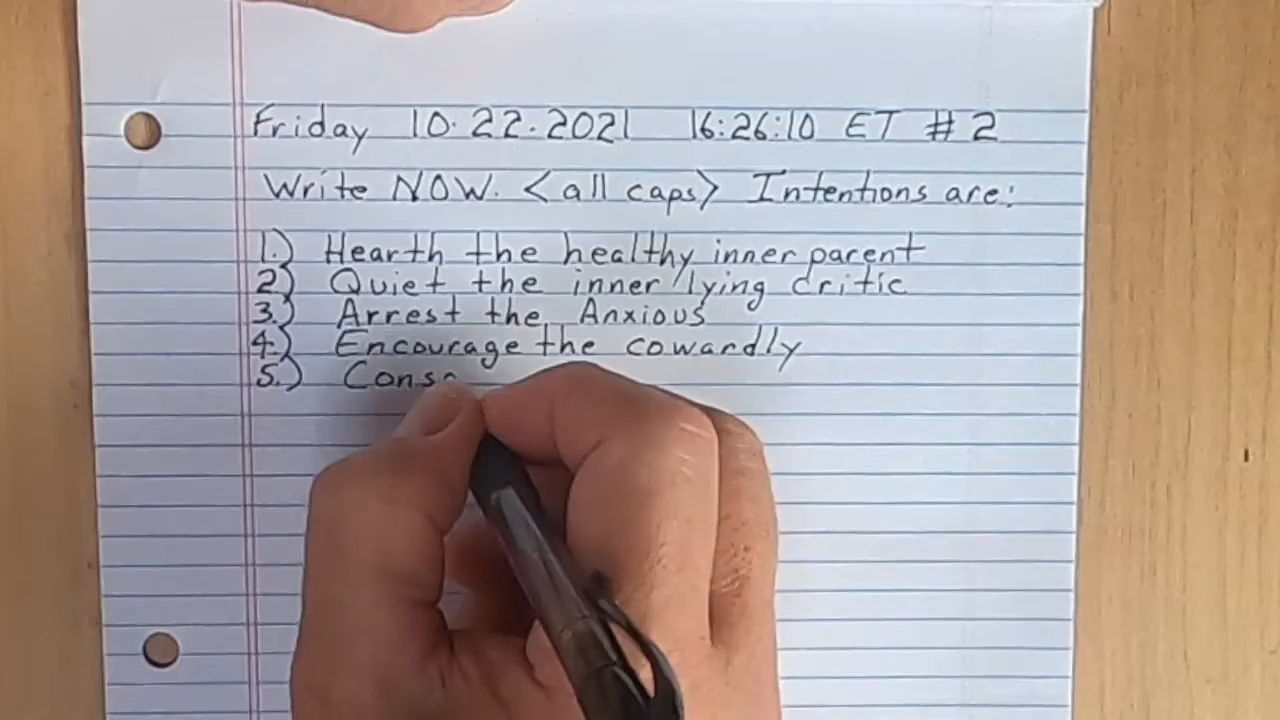 Friday 10.22.2021 16:26:10 ET #2
Write NOW. <all caps> Intentions are:
1.) Hearth the healthy inner parent
2) Quiet the inner lying critic
3.) Arrest the Anxious
4.) Encourage the cowardly
5.) Cons